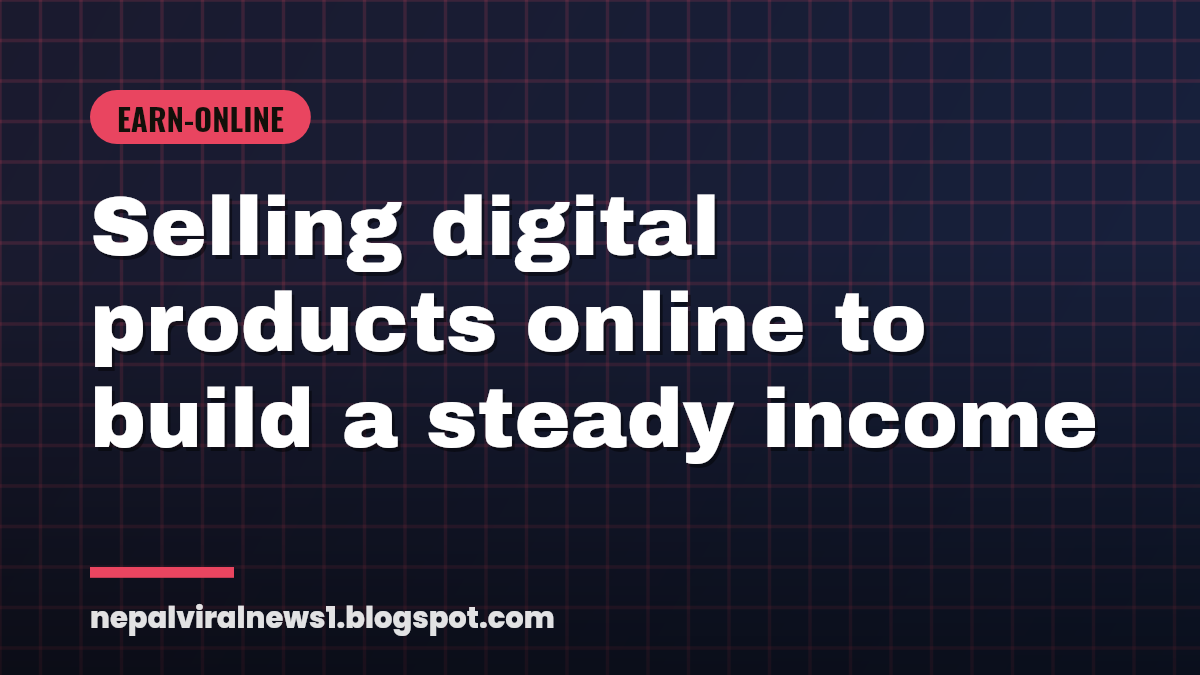 EARN-ONLINE
Selling digital
products online to
build a steady income
nepalviralnews1.blogspot.com